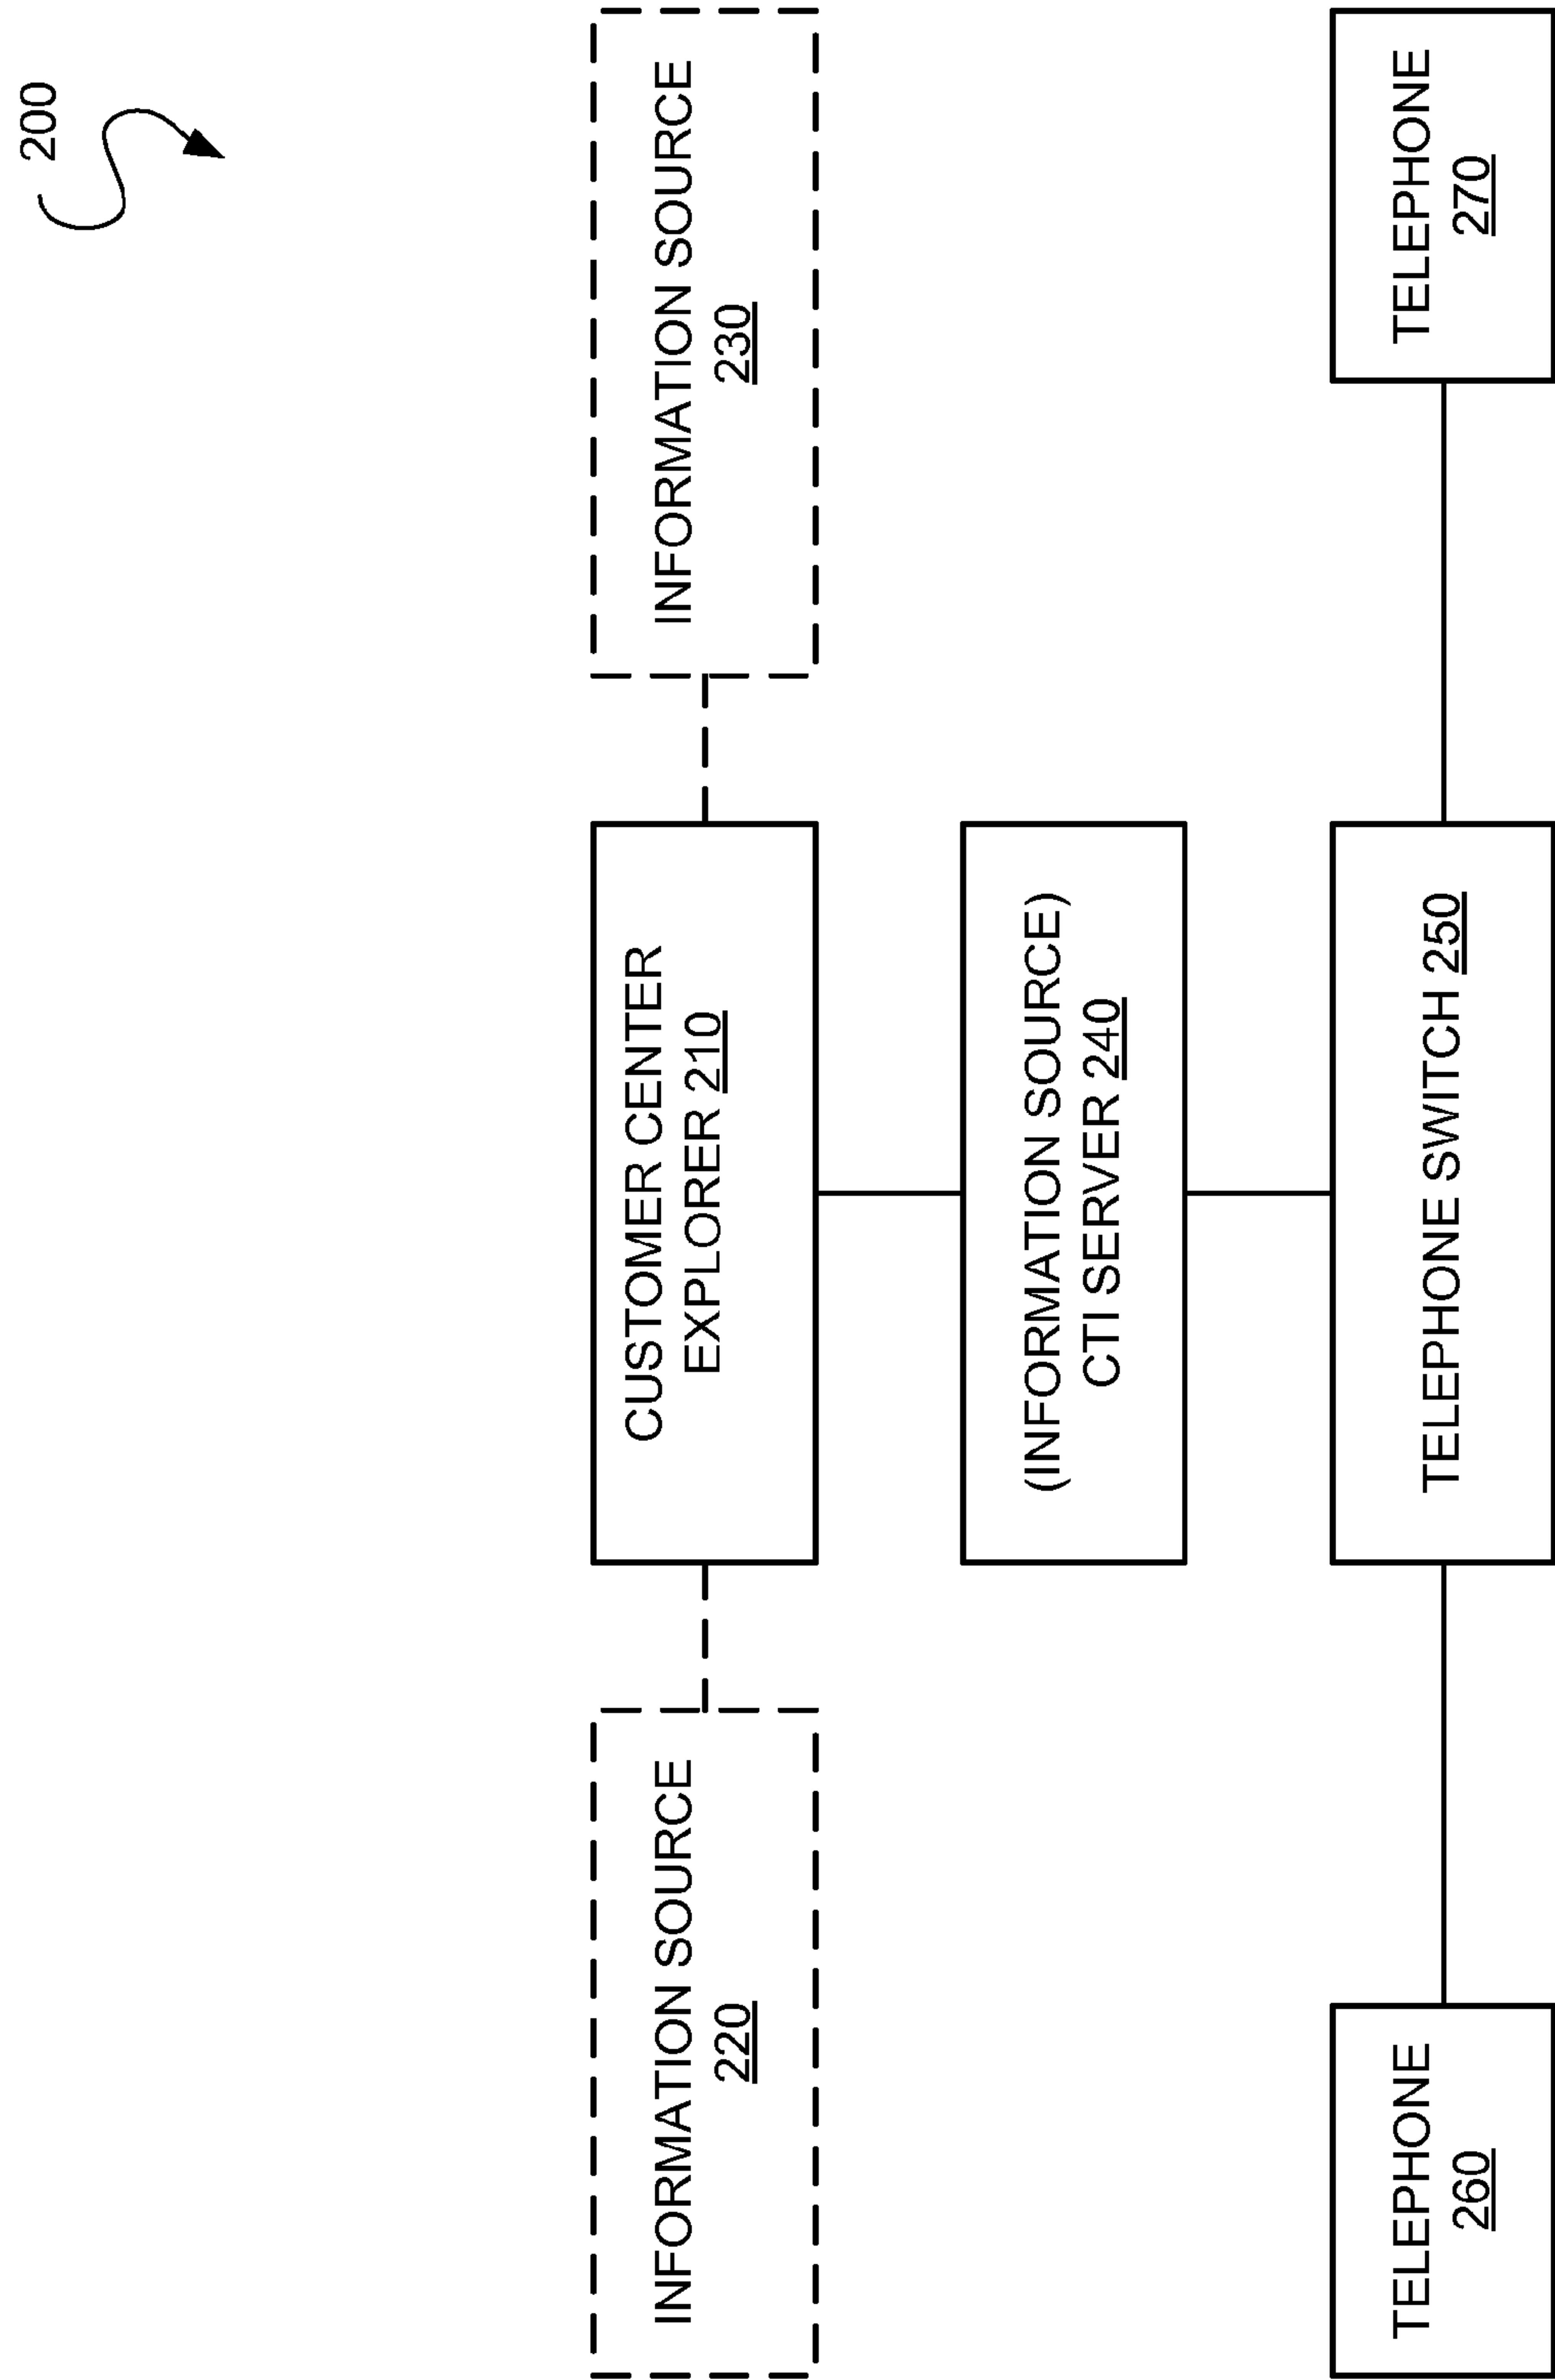 200
INFORMATION SOURCE
220
CUSTOMER CENTER
EXPLORER 210
INFORMATION SOURCE
230
(INFORMATION SOURCE)
CTI SERVER 240
TELEPHONE
260
TELEPHONE SWITCH 250
TELEPHONE
270